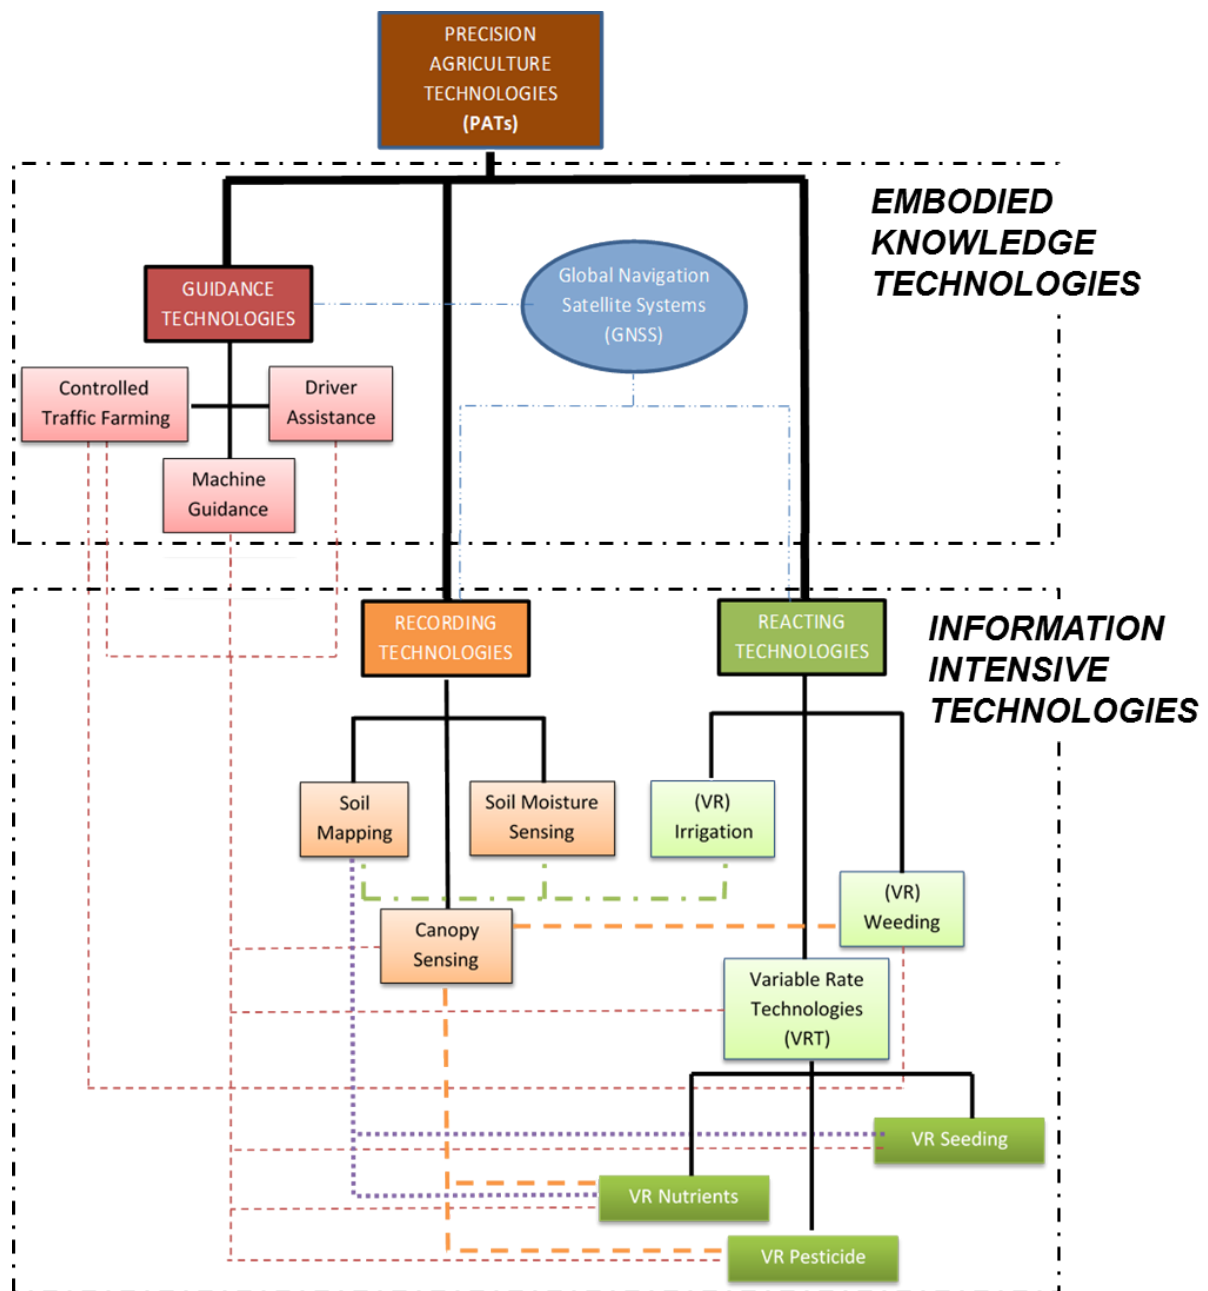 PRECISION
AGRICULTURE
TECHNOLOGIES
(PATs)
EMBODIED
KNOWLEDGE
TECHNOLOGIES
Global Navigation
Satellite Systems
(GNSS)
GUIDANCE
TECHNOLOGIES
Controlled
Traffic Farming
Driver
Assistance
Machine
Guidance
INFORMATION
INTENSIVE
TECHNOLOGIES
RECORDING
TECHNOLOGIES
REACTING
TECHNOLOGIES
Soil
Mapping
Soil Moisture
Sensing
(VR)
Irrigation
(VR)
Weeding
Canopy
Sensing
Variable Rate
Technologies
(VRT)
VR Seeding
VR Nutrients
VR Pesticide